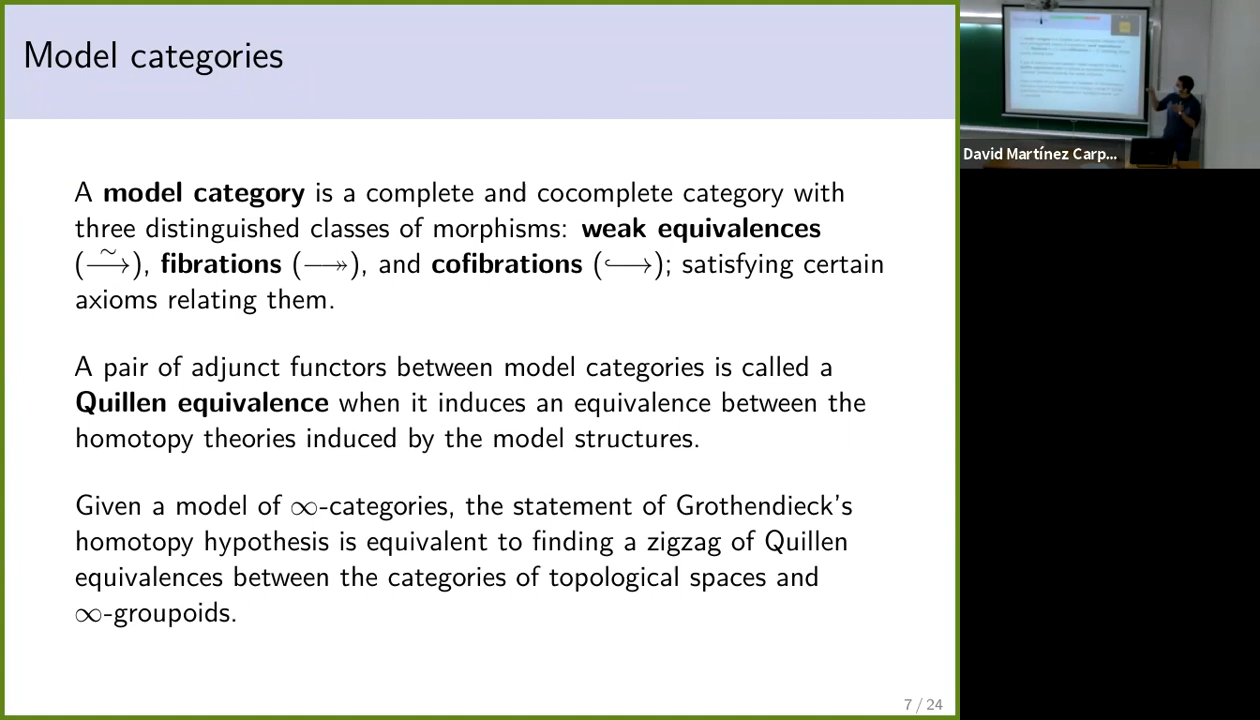 Model categories
A model category is a complete and cocomplete category with
three distinguished classes of morphisms: weak equivalences
(⥲), fibrations (↠), and cofibrations (↪); satisfying certain
axioms relating them.
A pair of adjunct functors between model categories is called a
Quillen equivalence when it induces an equivalence between the
homotopy theories induced by the model structures.
Given a model of ∞-categories, the statement of Grothendieck's
homotopy hypothesis is equivalent to finding a zigzag of Quillen
equivalences between the categories of topological spaces and
∞-groupoids.
7 / 24
David Martínez Carp...